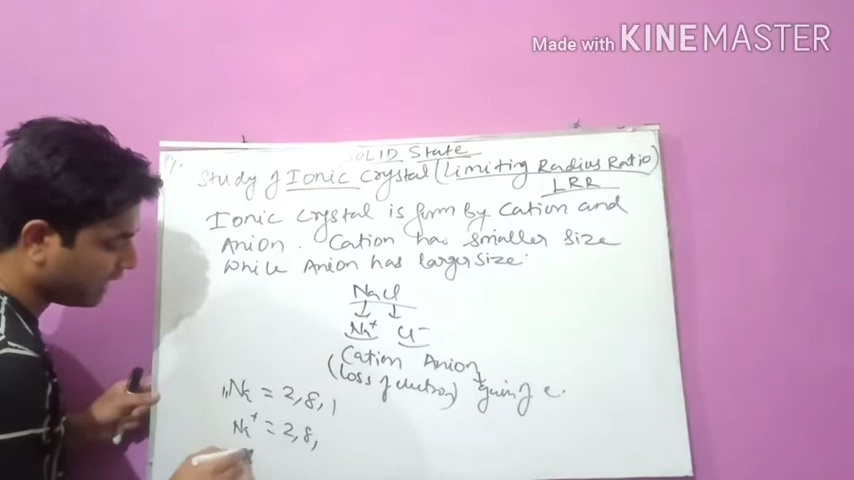 Made with KINEMASTER
SOLID State
1. Study of Ionic Crystal (Limiting Radius Ratio)
LRR
Ionic Crystal is form by Cation and
Anion. Cation has smaller size
while Anion has larger size.
NaCl
Na+ Cl-
Cation Anion
(loss of electron) gain of e.
11Na = 2,8,1
Na+ = 2,8,